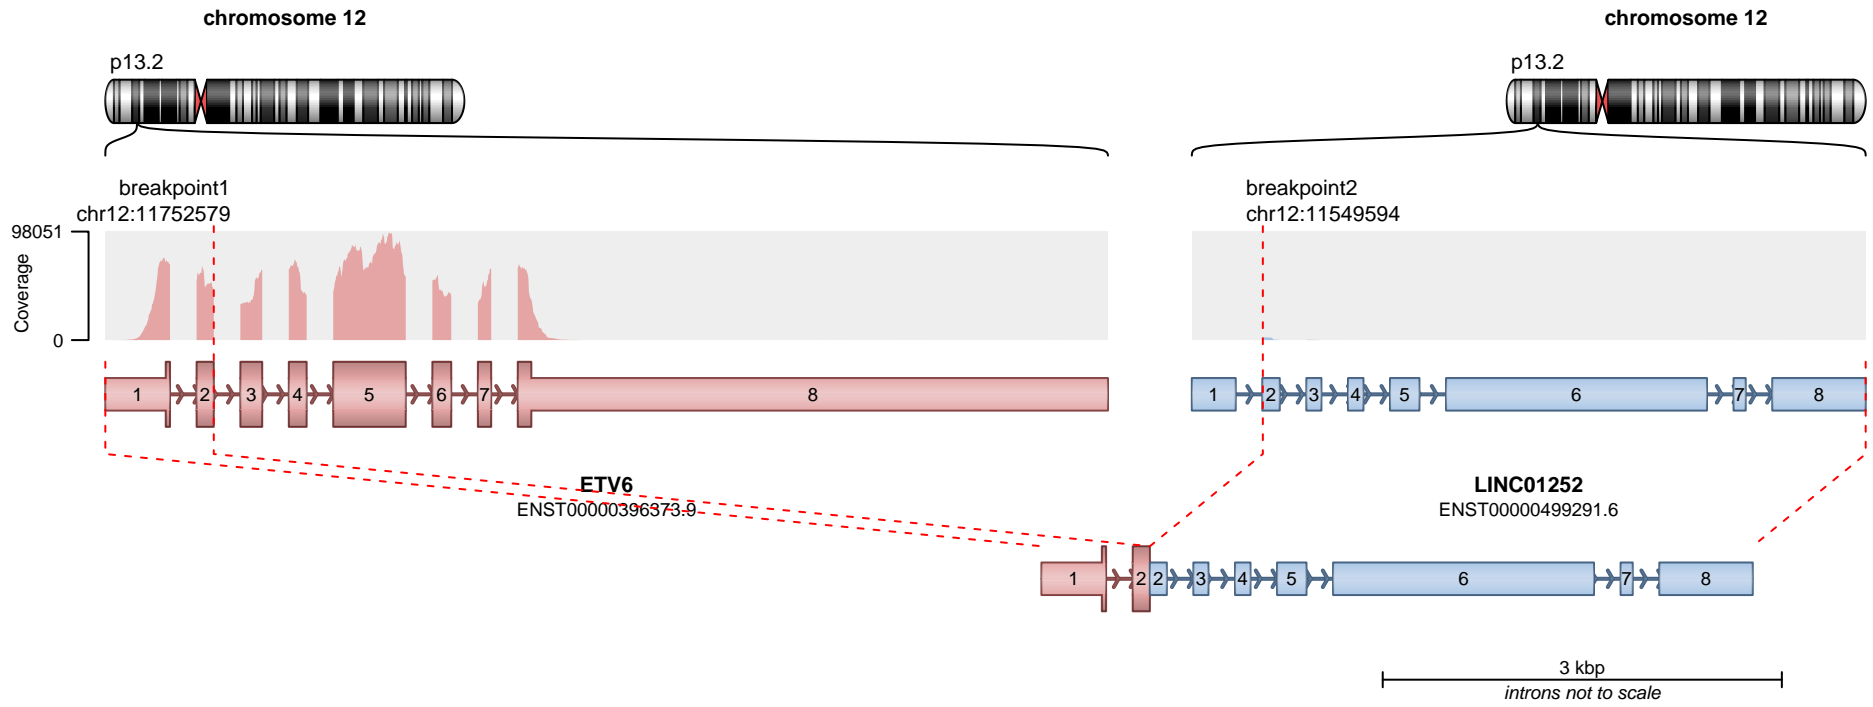 chromosome 12
chromosome 12
p13.2
p13.2
breakpoint1
chr12:11752579
breakpoint2
chr12:11549594
98051
Coverage
0
1 2 3 4 5 6 7 8
1 2 3 4 5 6 7 8
ETV6
ENST00000396373.9
LINC01252
ENST00000499291.6
1 2 2 3 4 5 6 7 8
3 kbp
introns not to scale